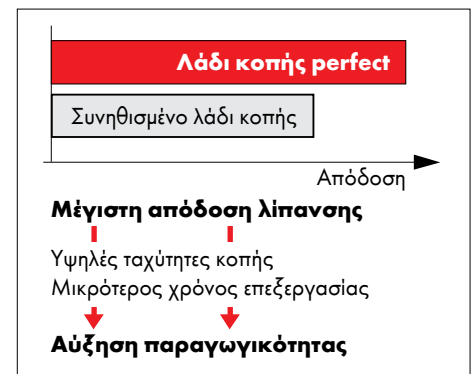 Λάδι κοπής perfect
Συνηθισμένο λάδι κοπής
Απόδοση
Μέγιστη απόδοση λίπανσης
Υψηλές ταχύτητες κοπής
Μικρότερος χρόνος επεξεργασίας
Αύξηση παραγωγικότητας